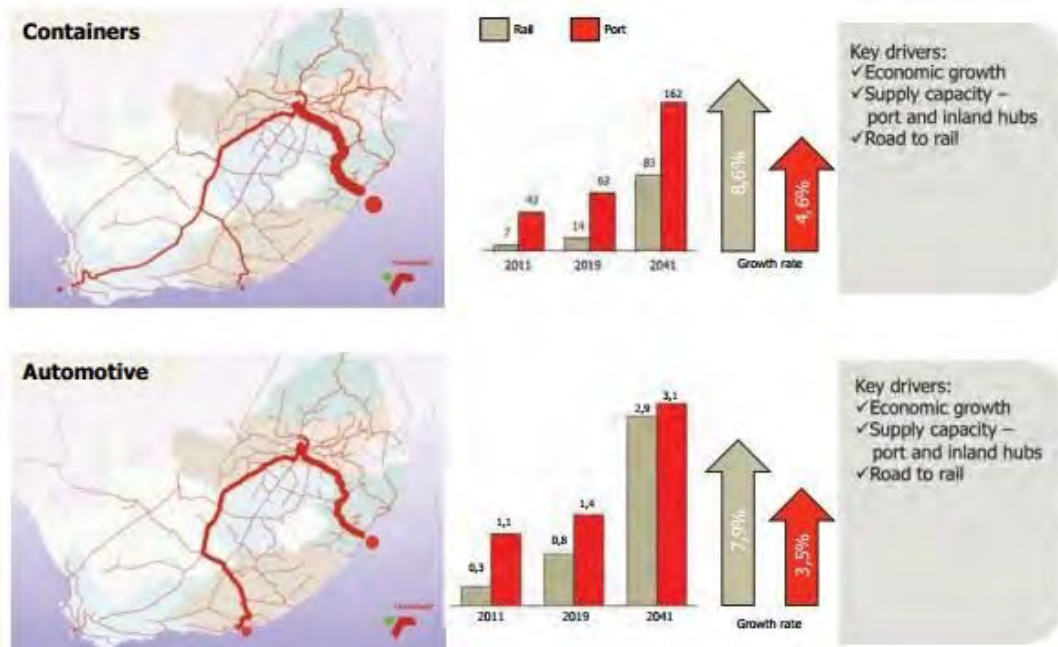 Containers
Rail
Port
7
42
14
63
83
162
2011
2019
2041
8,6%
4,6%
Growth rate
Key drivers:
✓Economic growth
✓Supply capacity –
port and inland hubs
✓Road to rail
Automotive
0,3
1,1
0,8
1,4
2,9
3,1
2011
2019
2041
7,9%
3,5%
Growth rate
Key drivers:
✓Economic growth
✓Supply capacity –
port and inland hubs
✓Road to rail